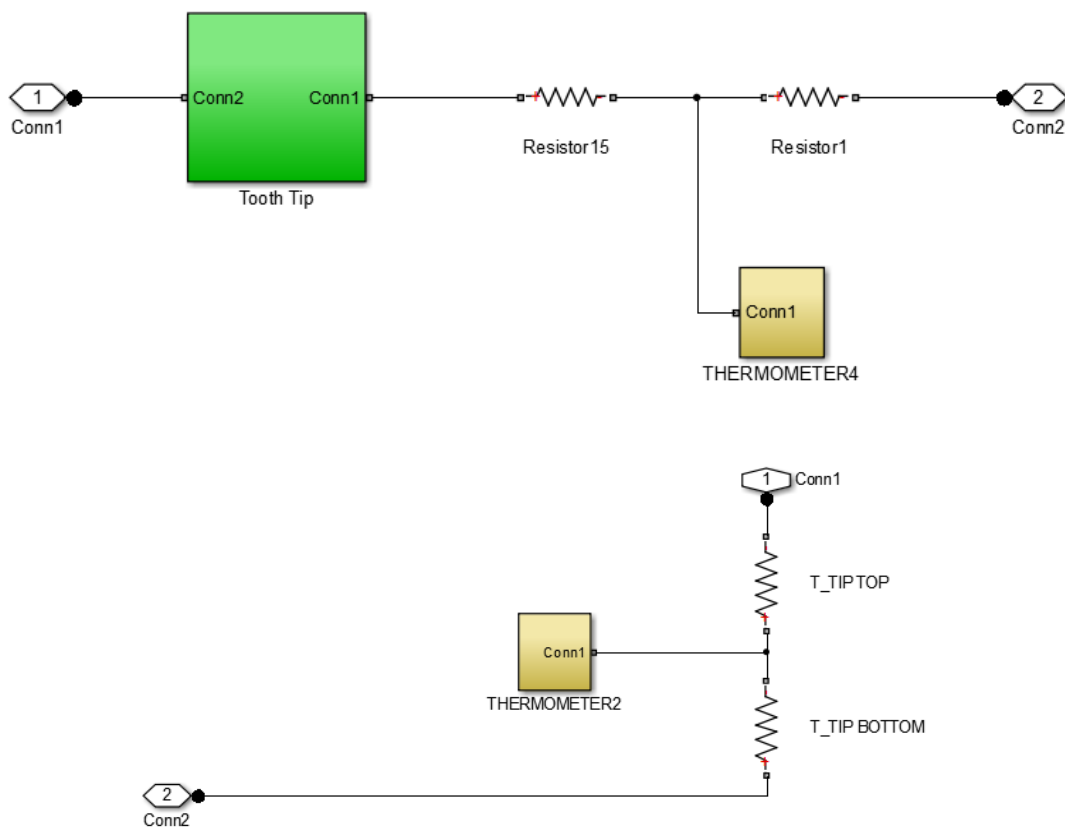 1
Conn1
Conn2
Conn1
Tooth Tip
Resistor15
Resistor1
2
Conn2
Conn1
THERMOMETER4
1
Conn1
T_TIP TOP
Conn1
THERMOMETER2
T_TIP BOTTOM
2
Conn2